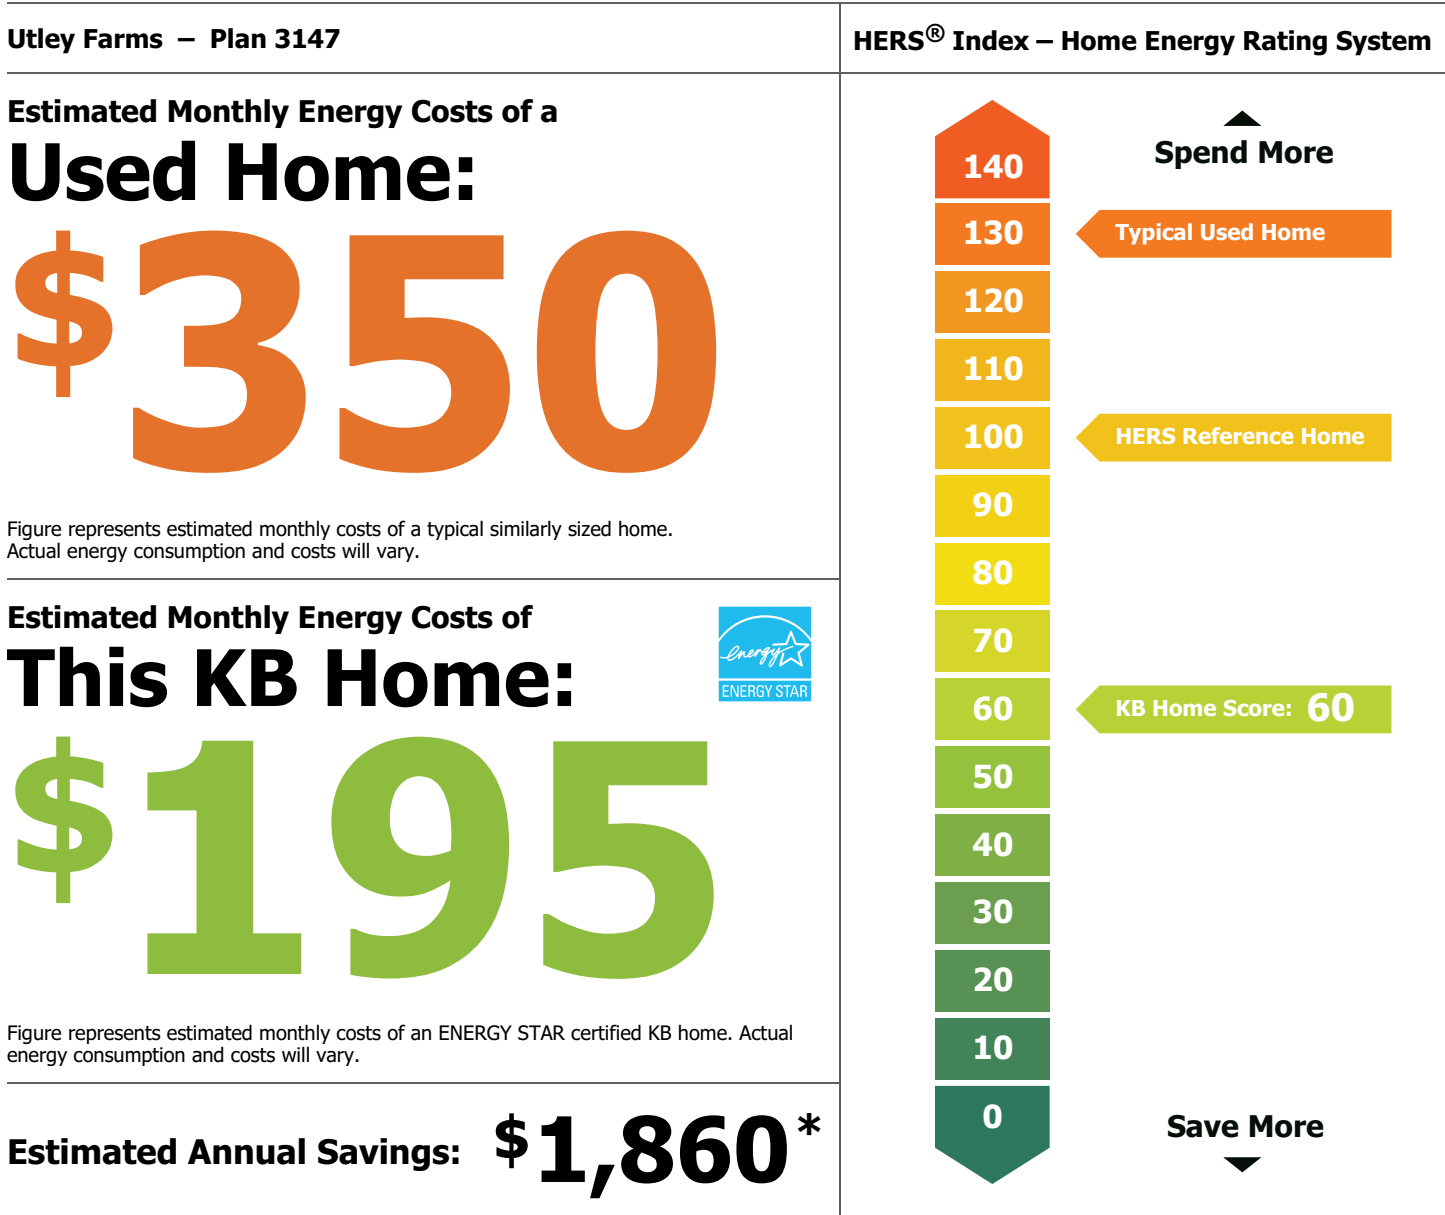 Utley Farms – Plan 3147
Estimated Monthly Energy Costs of a
Used Home:
$350
Figure represents estimated monthly costs of a typical similarly sized home.
Actual energy consumption and costs will vary.
Estimated Monthly Energy Costs of
This KB Home:
energy
ENERGY STAR
$195
Figure represents estimated monthly costs of an ENERGY STAR certified KB home. Actual
energy consumption and costs will vary.
Estimated Annual Savings: $1,860*
HERS® Index – Home Energy Rating System
Spend More
140
130 Typical Used Home
120
110
100 HERS Reference Home
90
80
70
60 KB Home Score: 60
50
40
30
20
10
0
Save More